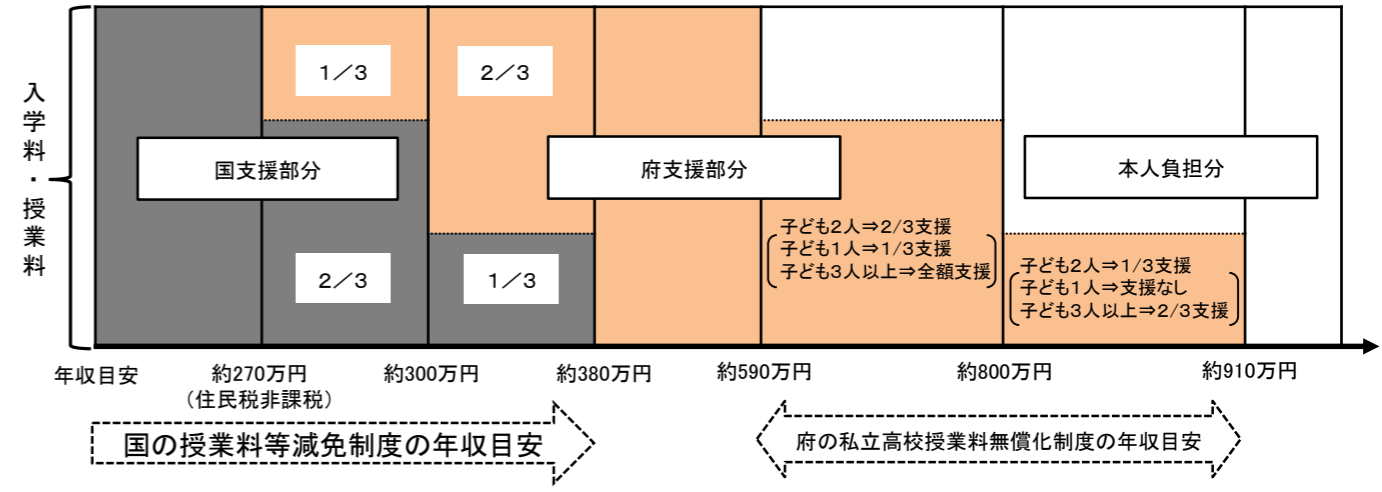 入学料・授業料
1／3
2／3
国支援部分
府支援部分
本人負担分
2／3
1／3
子ども2人⇒2/3支援
子ども1人⇒1/3支援
子ども3人以上⇒全額支援
子ども2人⇒1/3支援
子ども1人⇒支援なし
子ども3人以上⇒2/3支援
年収目安
約270万円
（住民税非課税）
約300万円
約380万円
約590万円
約800万円
約910万円
国の授業料等減免制度の年収目安
府の私立高校授業料無償化制度の年収目安